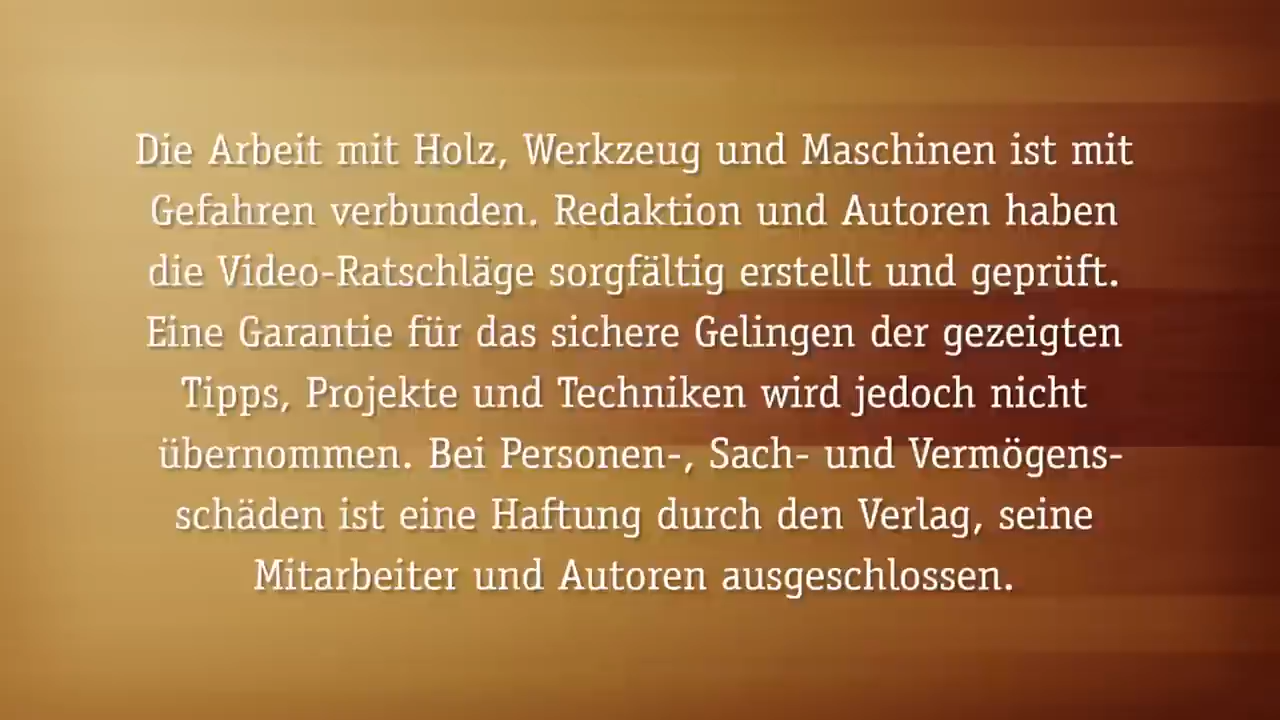 Die Arbeit mit Holz, Werkzeug und Maschinen ist mit
Gefahren verbunden. Redaktion und Autoren haben
die Video-Ratschläge sorgfältig erstellt und geprüft.
Eine Garantie für das sichere Gelingen der gezeigten
Tipps, Projekte und Techniken wird jedoch nicht
übernommen. Bei Personen-, Sach- und Vermögens-
schäden ist eine Haftung durch den Verlag, seine
Mitarbeiter und Autoren ausgeschlossen.